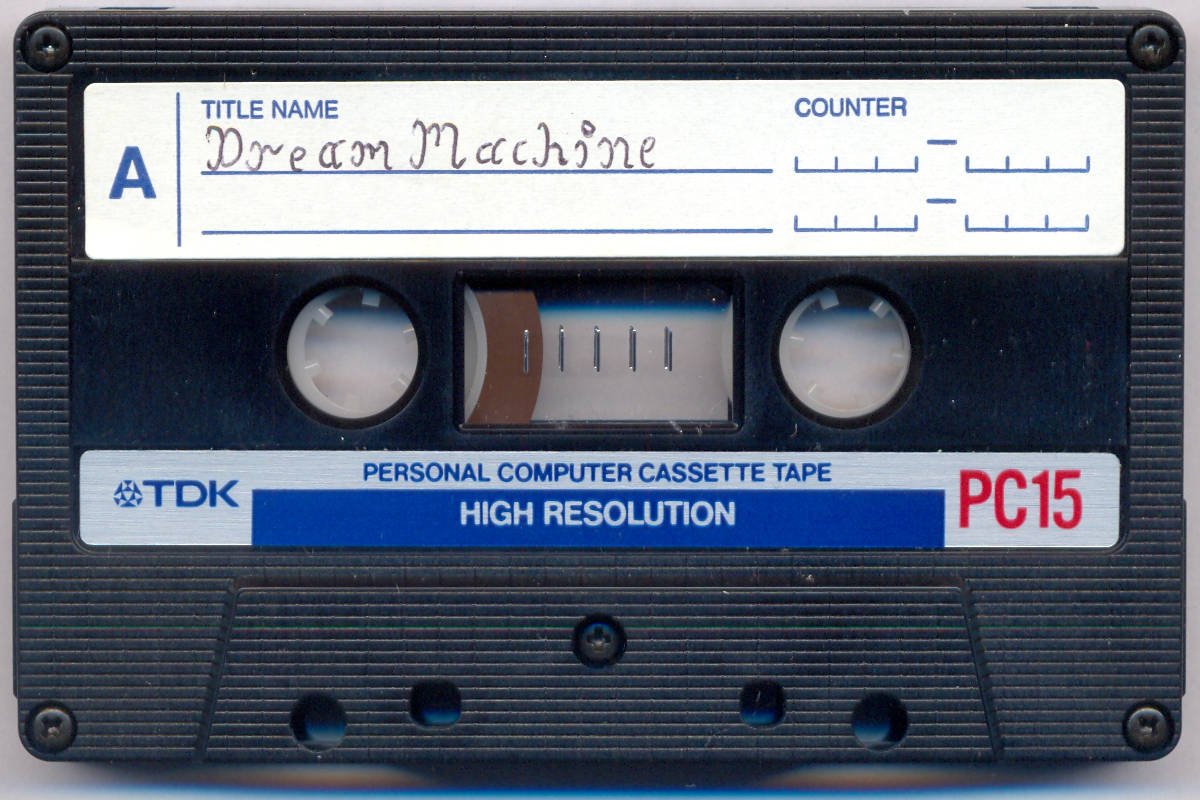 A
TITLE NAME
Dream Machine
COUNTER
TDK
PERSONAL COMPUTER CASSETTE TAPE
HIGH RESOLUTION
PC15